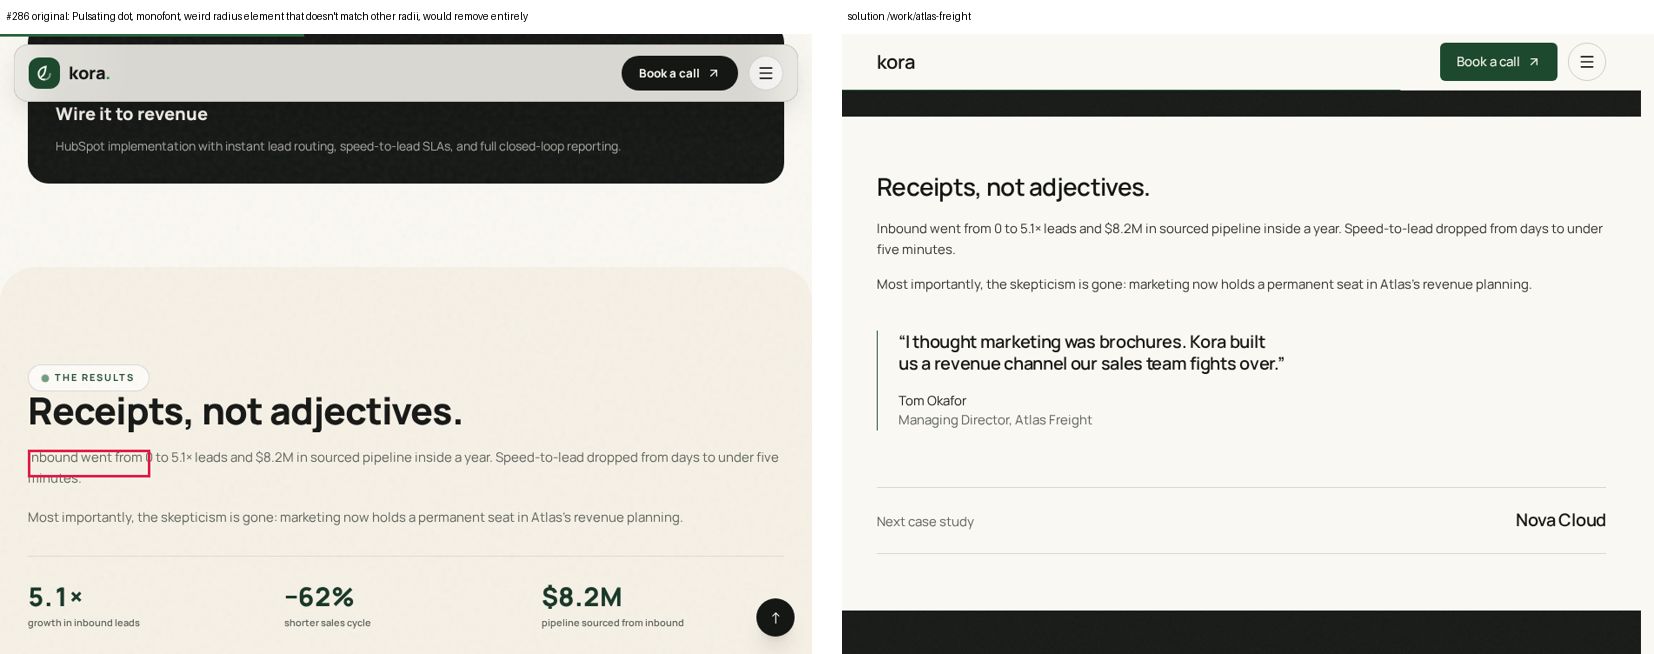 #286 original: Pulsating dot, monofont, weird radius element that doesn't match other radii, would remove entirely
kora.
Book a call
Wire it to revenue
HubSpot implementation with instant lead routing, speed-to-lead SLAs, and full closed-loop reporting.
THE RESULTS
Receipts, not adjectives.
Inbound went from 0 to 5.1× leads and $8.2M in sourced pipeline inside a year. Speed-to-lead dropped from days to under five
minutes.
Most importantly, the skepticism is gone: marketing now holds a permanent seat in Atlas's revenue planning.
5.1×
growth in inbound leads
−62%
shorter sales cycle
$8.2M
pipeline sourced from inbound
solution /work/atlas-freight
kora
Book a call
Receipts, not adjectives.
Inbound went from 0 to 5.1× leads and $8.2M in sourced pipeline inside a year. Speed-to-lead dropped from days to under
five minutes.
Most importantly, the skepticism is gone: marketing now holds a permanent seat in Atlas's revenue planning.
“I thought marketing was brochures. Kora built
us a revenue channel our sales team fights over.”
Tom Okafor
Managing Director, Atlas Freight
Next case study
Nova Cloud